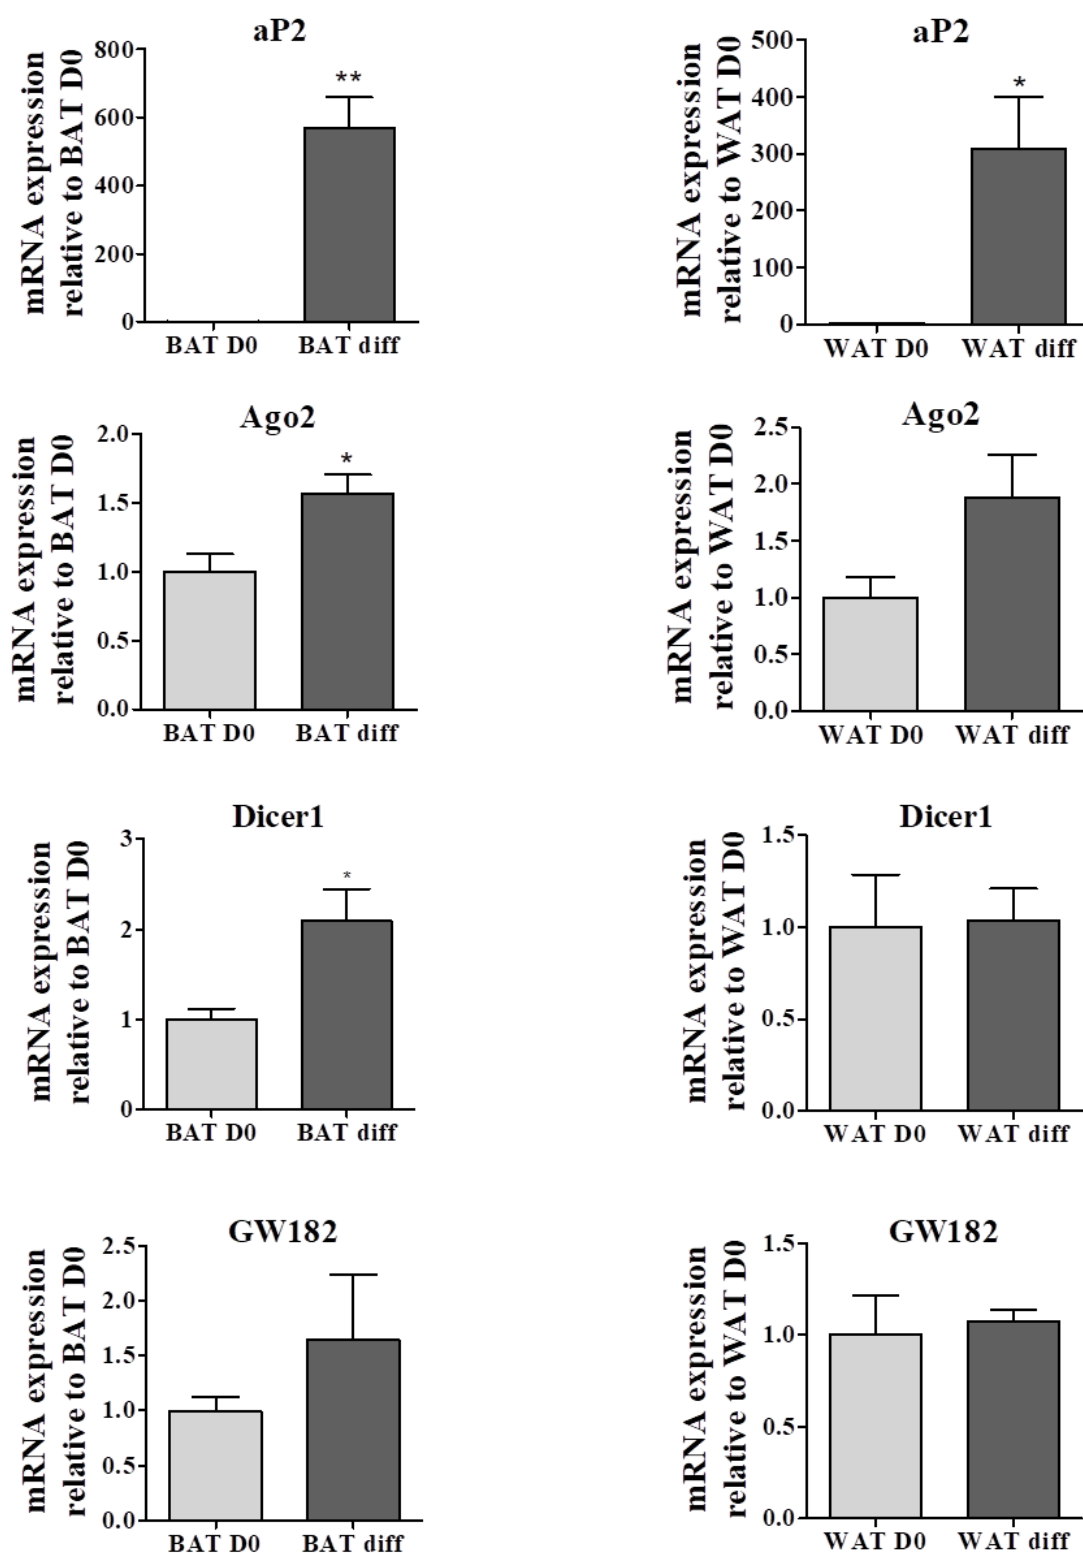 aP2
mRNA expression
relative to BAT D0
800
600
400
200
0
**
BAT D0 BAT diff
aP2
mRNA expression
relative to WAT D0
500
400
300
200
100
0
*
WAT D0 WAT diff
Ago2
mRNA expression
relative to BAT D0
2.0
1.5
1.0
0.5
0.0
*
BAT D0 BAT diff
Ago2
mRNA expression
relative to WAT D0
2.5
2.0
1.5
1.0
0.5
0.0
WAT D0 WAT diff
Dicer1
mRNA expression
relative to BAT D0
3
2
1
0
*
BAT D0 BAT diff
Dicer1
mRNA expression
relative to WAT D0
1.5
1.0
0.5
0.0
WAT D0 WAT diff
GW182
mRNA expression
relative to BAT D0
2.5
2.0
1.5
1.0
0.5
0.0
BAT D0 BAT diff
GW182
mRNA expression
relative to WAT D0
1.5
1.0
0.5
0.0
WAT D0 WAT diff